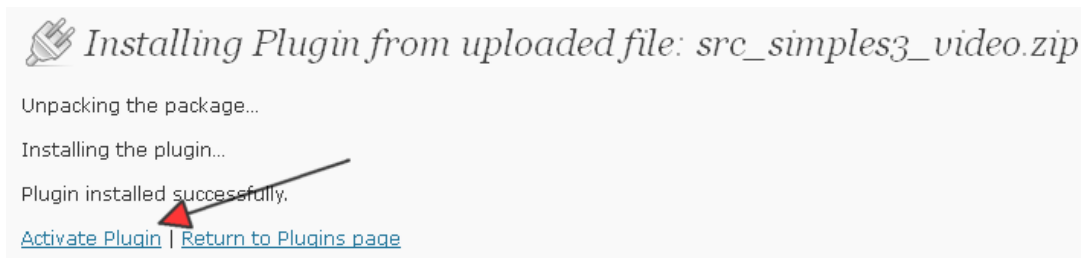 Installing Plugin from uploaded file: src_simples3_video.zip
Unpacking the package...
Installing the plugin...
Plugin installed successfully.
Activate Plugin | Return to Plugins page